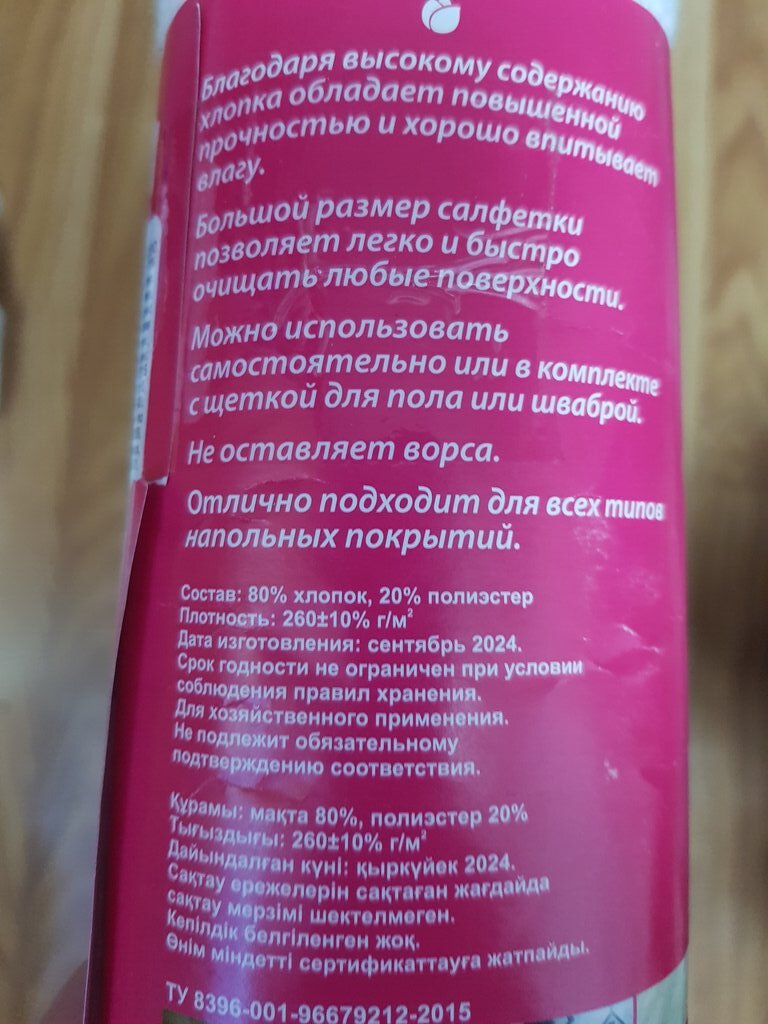 Благодаря высокому содержанию
хлопка обладает повышенной
прочностью и хорошо впитывает
влагу.
Большой размер салфетки
позволяет легко и быстро
очищать любые поверхности.
Можно использовать
самостоятельно или в комплекте
с щеткой для пола или шваброй.
Не оставляет ворса.
Отлично подходит для всех типов
напольных покрытий.
Состав: 80% хлопок, 20% полиэстер
Плотность: 260±10% г/м²
Дата изготовления: сентябрь 2024.
Срок годности не ограничен при условии
соблюдения правил хранения.
Для хозяйственного применения.
Не подлежит обязательному
подтверждению соответствия.
Құрамы: мақта 80%, полиэстер 20%
Тығыздығы: 260±10% г/м²
Дайындалған күні: қыркүйек 2024.
Сақтау ережелерін сақтаған жағдайда
сақтау мерзімі шектелмеген.
Кепілдік белгіленген жоқ.
Өнім міндетті сертификаттауға жатпайды.
ТУ 8396-001-96679212-2015